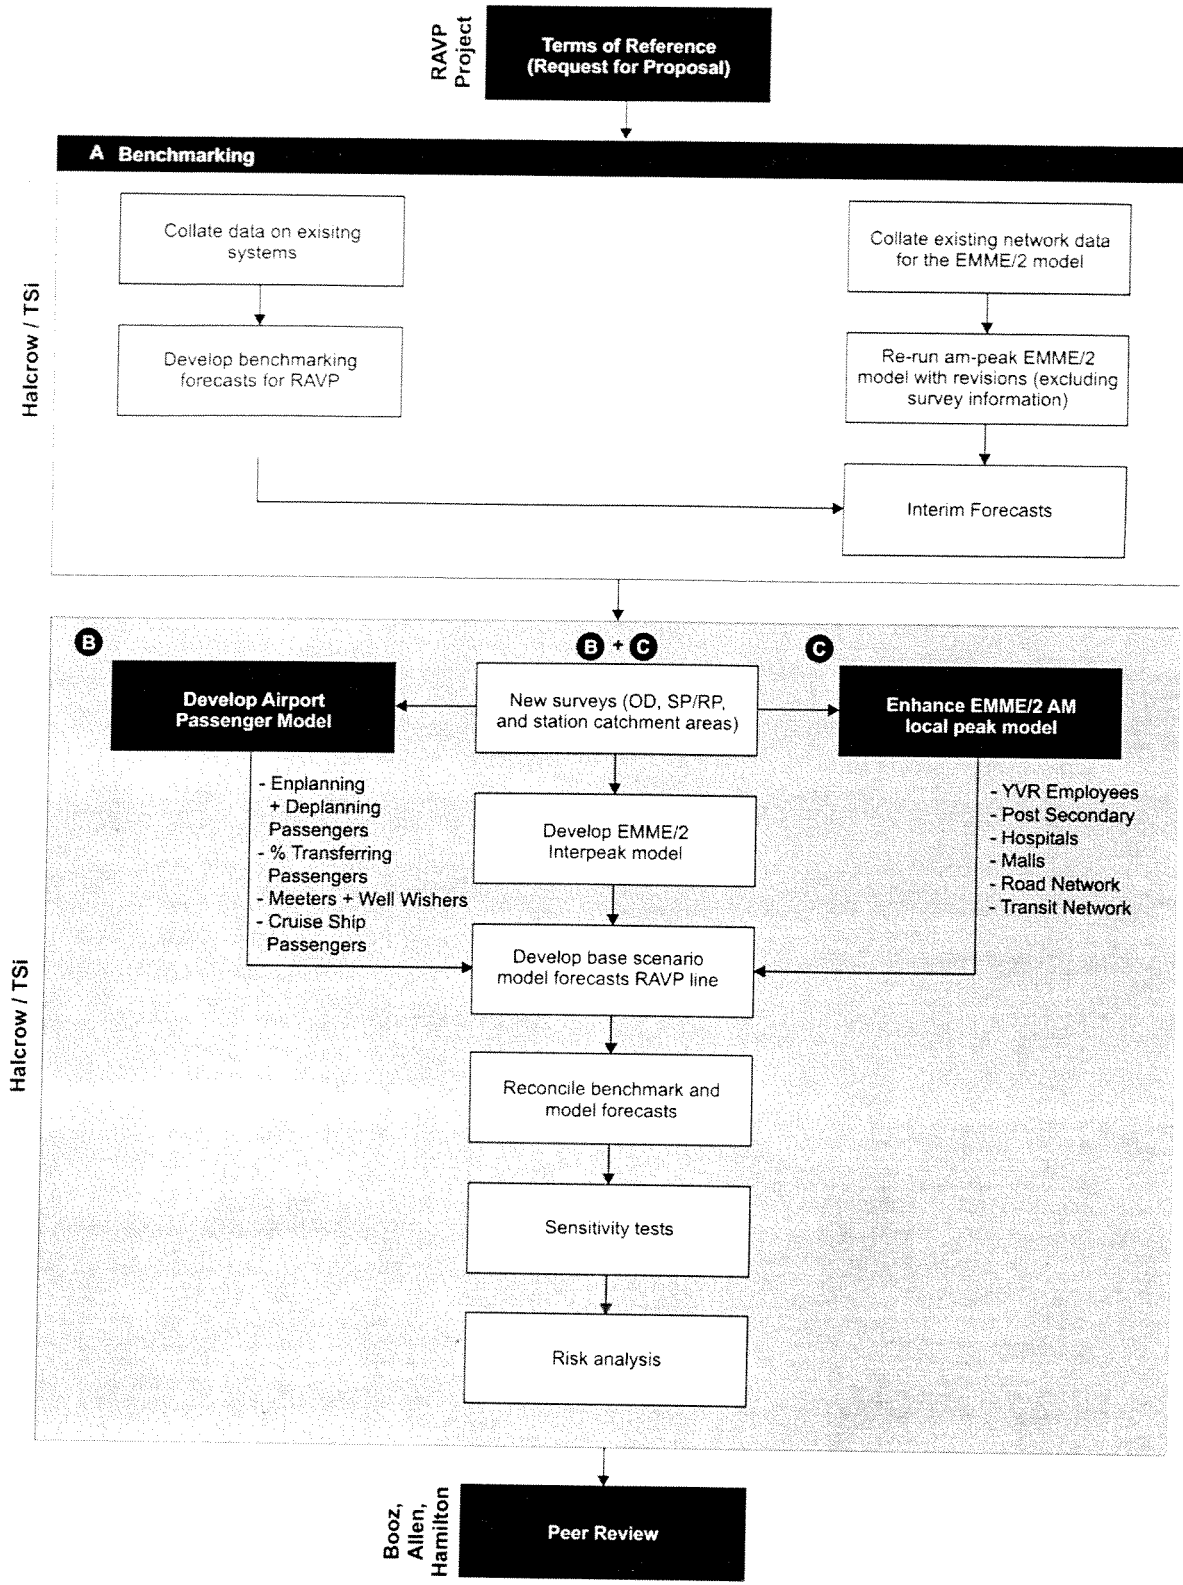 RAVP
Project
Terms of Reference
(Request for Proposal)
A Benchmarking
Halcrow / TSi
Collate data on exisitng
systems
Develop benchmarking
forecasts for RAVP
Collate existing network data
for the EMME/2 model
Re-run am-peak EMME/2
model with revisions (excluding
survey information)
Interim Forecasts
Halcrow / TSi
B
Develop Airport
Passenger Model
- Enplanning
+ Deplanning
Passengers
- % Transferring
Passengers
- Meeters + Well Wishers
- Cruise Ship
Passengers
B + C
New surveys (OD, SP/RP,
and station catchment areas)
Develop EMME/2
Interpeak model
Develop base scenario
model forecasts RAVP line
Reconcile benchmark and
model forecasts
Sensitivity tests
Risk analysis
C
Enhance EMME/2 AM
local peak model
- YVR Employees
- Post Secondary
- Hospitals
- Malls
- Road Network
- Transit Network
Booz,
Allen,
Hamilton
Peer Review